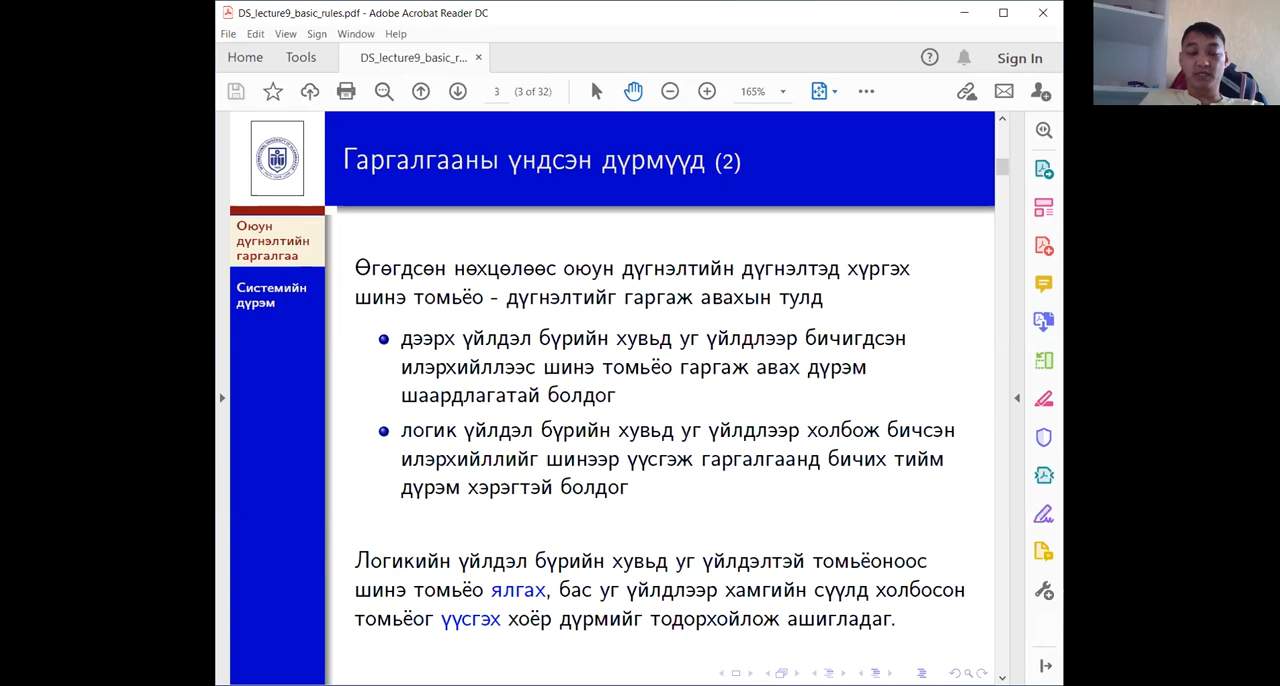 DS_lecture9_basic_rules.pdf - Adobe Acrobat Reader DC
File Edit View Sign Window Help
Home Tools DS_lecture9_basic_r... × Sign In
3 (3 of 32) 165%
Гаргалгааны үндсэн дүрмүүд (2)
Оюун
дүгнэлтийн
гаргалгаа
Системийн
дүрэм
Өгөгдсөн нөхцөлөөс оюун дүгнэлтийн дүгнэлтэд хүргэх
шинэ томьёо - дүгнэлтийг гаргаж авахын тулд
дээрх үйлдэл бүрийн хувьд уг үйлдлээр бичигдсэн
илэрхийллээс шинэ томьёо гаргаж авах дүрэм
шаардлагатай болдог
логик үйлдэл бүрийн хувьд уг үйлдлээр холбож бичсэн
илэрхийллийг шинээр үүсгэж гаргалгаанд бичих тийм
дүрэм хэрэгтэй болдог
Логикийн үйлдэл бүрийн хувьд уг үйлдэлтэй томьёоноос
шинэ томьёо ялгах, бас уг үйлдлээр хамгийн сүүлд холбосон
томьёог үүсгэх хоёр дүрмийг тодорхойлож ашигладаг.